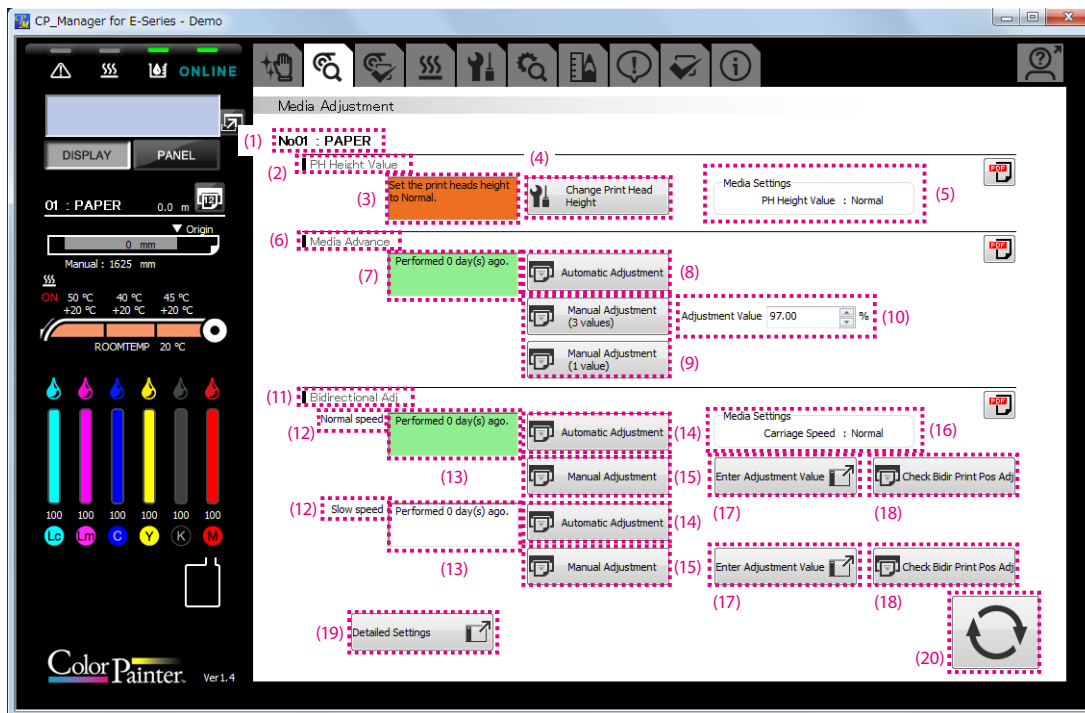 CP_Manager for E-Series - Demo
ONLINE
DISPLAY
PANEL
01 : PAPER
0.0 m
12
▼ Origin
0 mm
Manual : 1625 mm
ON
50 ℃ 40 ℃ 45 ℃
+20 ℃ +20 ℃ +20 ℃
ROOMTEMP 20 ℃
100 100 100 100 100 100
Lc Lm C Y K M
Color Painter™
Ver1.4
Media Adjustment
(1) No01 : PAPER
(2) PH Height Value
PDF
(3) Set the print heads height
to Normal.
(4)
Change Print Head
Height
Media Settings
PH Height Value : Normal
(5)
(6) Media Advance
PDF
(7) Performed 0 day(s) ago.
Automatic Adjustment (8)
Manual Adjustment
(3 values)
Adjustment Value 97.00 % (10)
Manual Adjustment
(1 value)
(9)
(11) Bidirectional Adj
PDF
(12) Normal speed
Performed 0 day(s) ago.
(13)
Automatic Adjustment (14)
Media Settings
Carriage Speed : Normal
(16)
Manual Adjustment (15)
Enter Adjustment Value
(17)
Check Bidir Print Pos Adj
(18)
(12) Slow speed
Performed 0 day(s) ago.
(13)
Automatic Adjustment (14)
Manual Adjustment (15)
Enter Adjustment Value
(17)
Check Bidir Print Pos Adj
(18)
(19) Detailed Settings
(20)